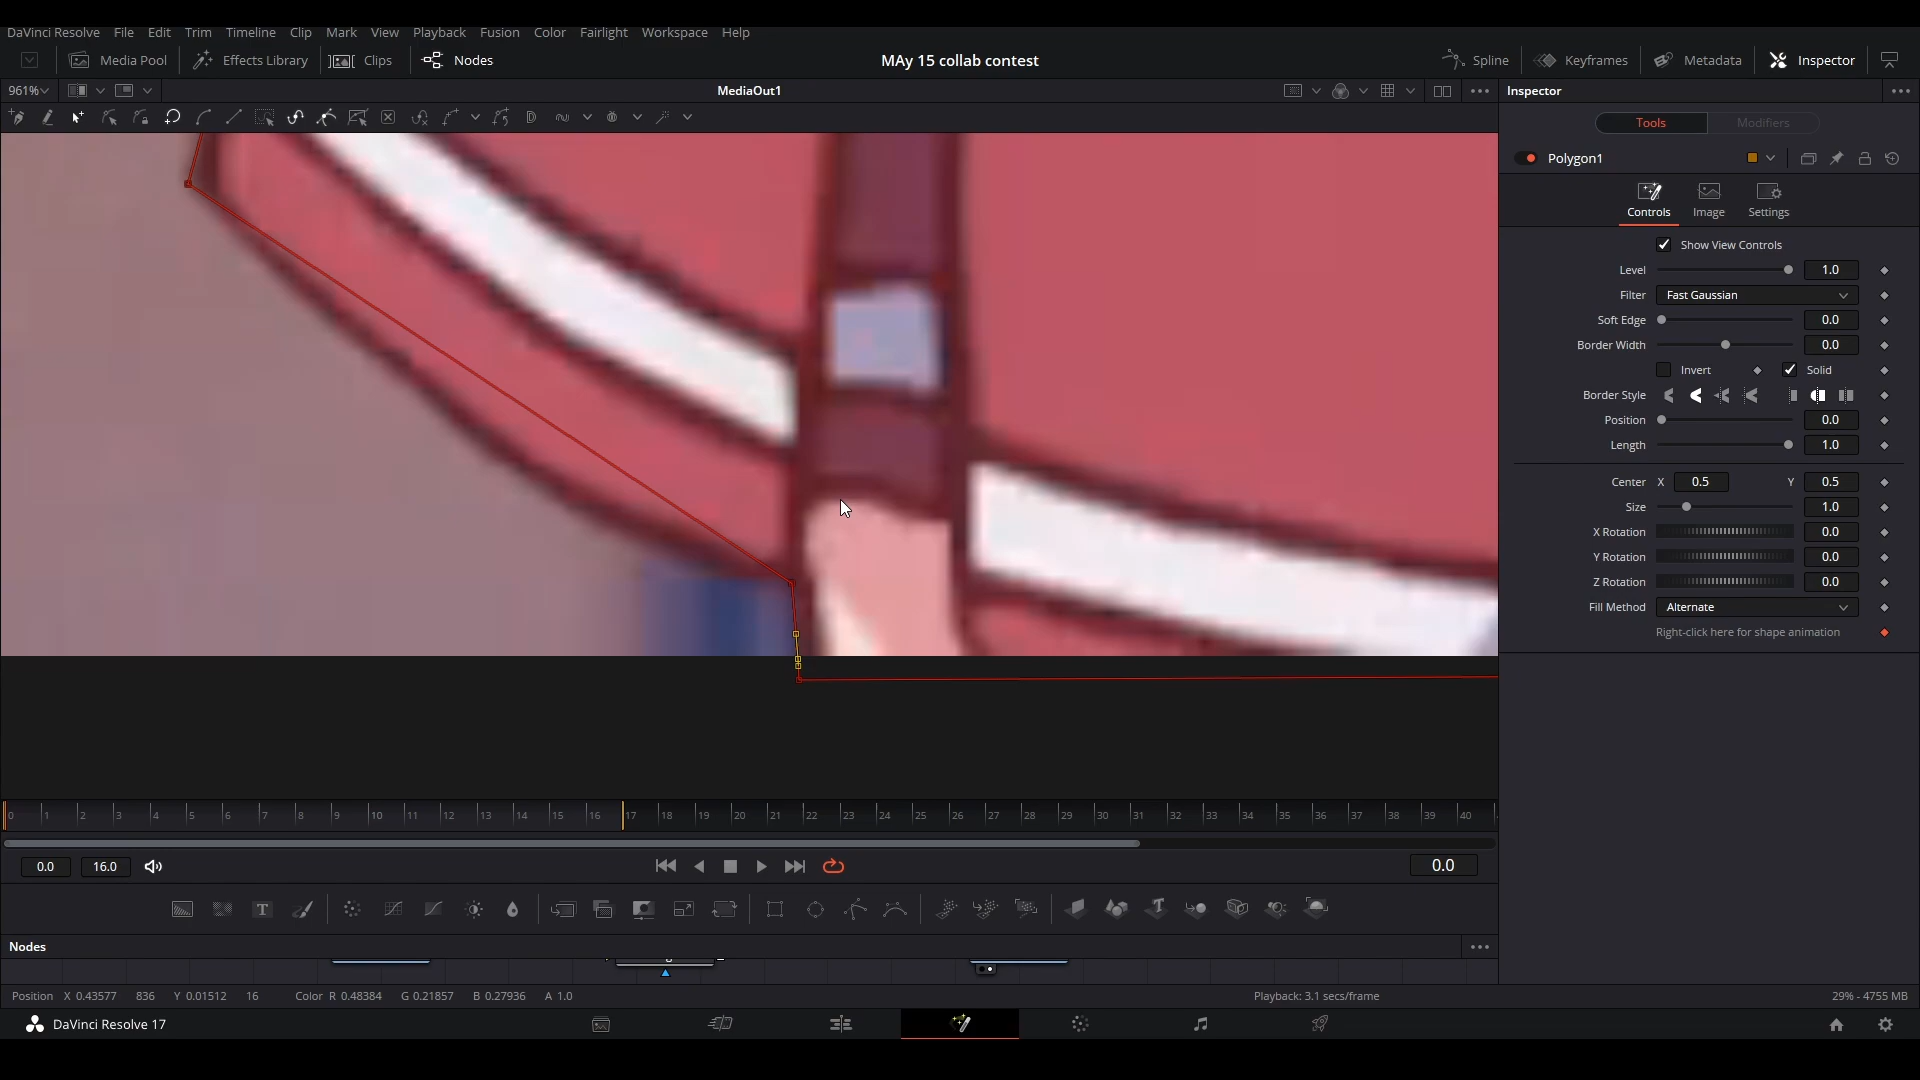 DaVinci Resolve File Edit Trim Timeline Clip Mark View Playback Fusion Color Fairlight Workspace Help
Media Pool Effects Library Clips Nodes MAy 15 collab contest Spline Keyframes Metadata Inspector
961% MediaOut1 Inspector
Tools Modifiers
Polygon1
Controls Image Settings
Show View Controls
Level 1.0
Filter Fast Gaussian
Soft Edge 0.0
Border Width 0.0
Invert Solid
Border Style
Position 0.0
Length 1.0
Center X 0.5 Y 0.5
Size 1.0
X Rotation 0.0
Y Rotation 0.0
Z Rotation 0.0
Fill Method Alternate
Right-click here for shape animation
0 1 2 3 4 5 6 7 8 9 10 11 12 13 14 15 16 17 18 19 20 21 22 23 24 25 26 27 28 29 30 31 32 33 34 35 36 37 38 39 40
0.0 16.0 0.0
Nodes
Position X 0.43577 836 Y 0.01512 16 Color R 0.48384 G 0.21857 B 0.27936 A 1.0 Playback: 3.1 secs/frame 29% - 4755 MB
DaVinci Resolve 17